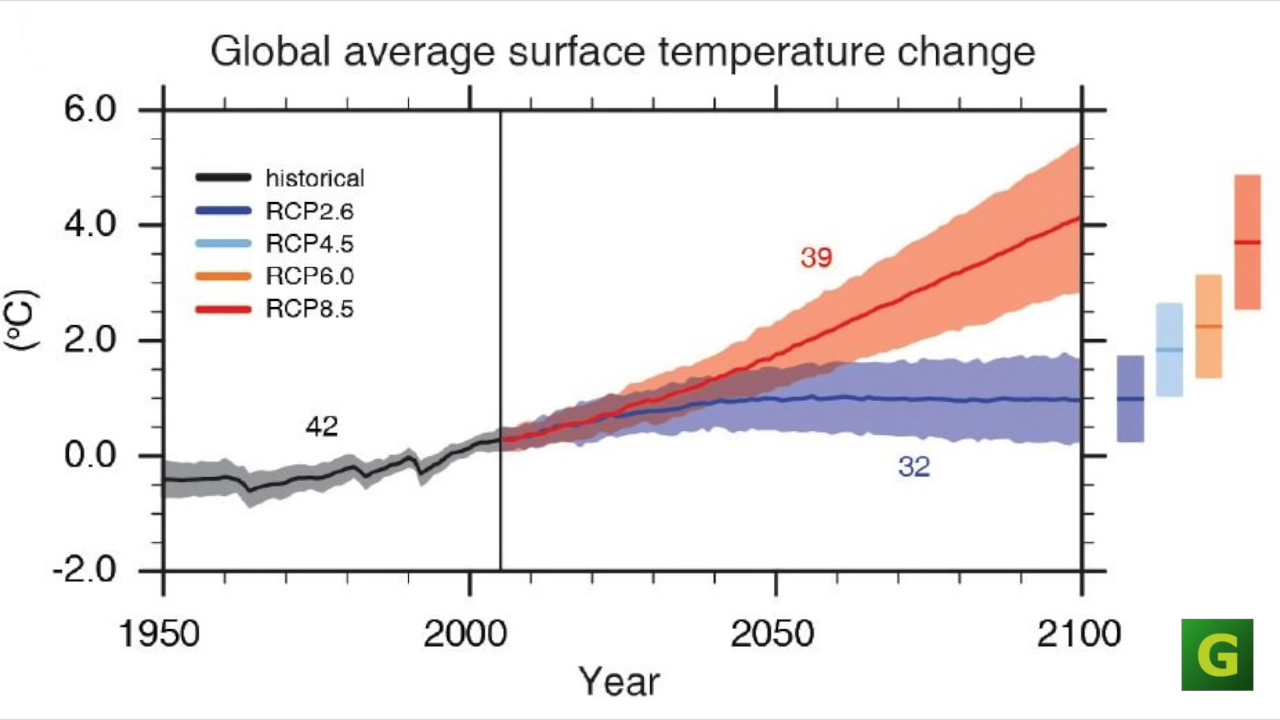 Global average surface temperature change
6.0
4.0
2.0
0.0
-2.0
(°C)
historical
RCP2.6
RCP4.5
RCP6.0
RCP8.5
42
39
32
1950
2000
2050
2100
Year
G